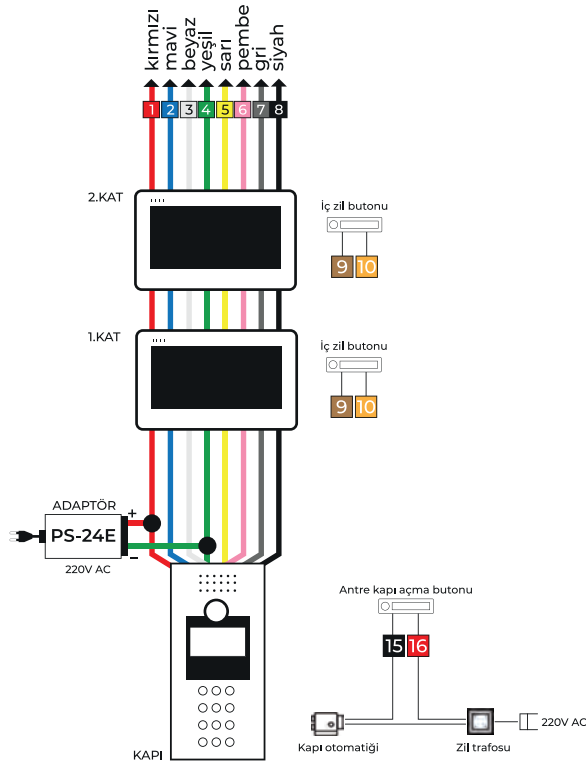 kırmızı
mavi
beyaz
yeşil
sarı
pembe
gri
siyah
1 2 3 4 5 6 7 8
2.KAT
İç zil butonu
9 10
1.KAT
İç zil butonu
9 10
ADAPTÖR
+
PS-24E
–
220V AC
Antre kapı açma butonu
15 16
220V AC
Kapı otomatiği
Zil trafosu
KAPI